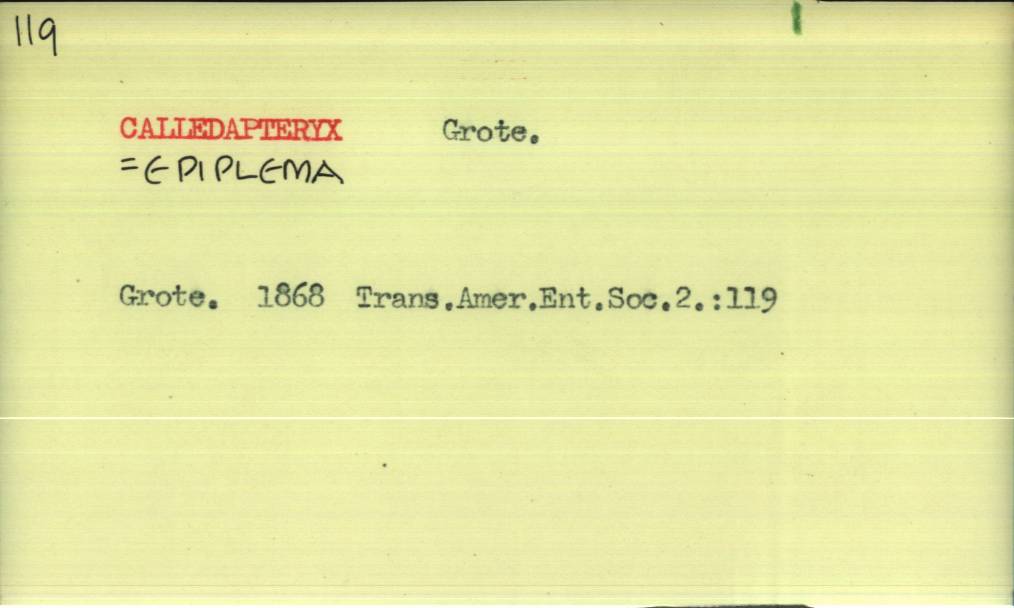 119
CALLEDAPTERYX Grote.
=EPIPLEMA
Grote. 1868 Trans.Amer.Ent.Soc.2.:119